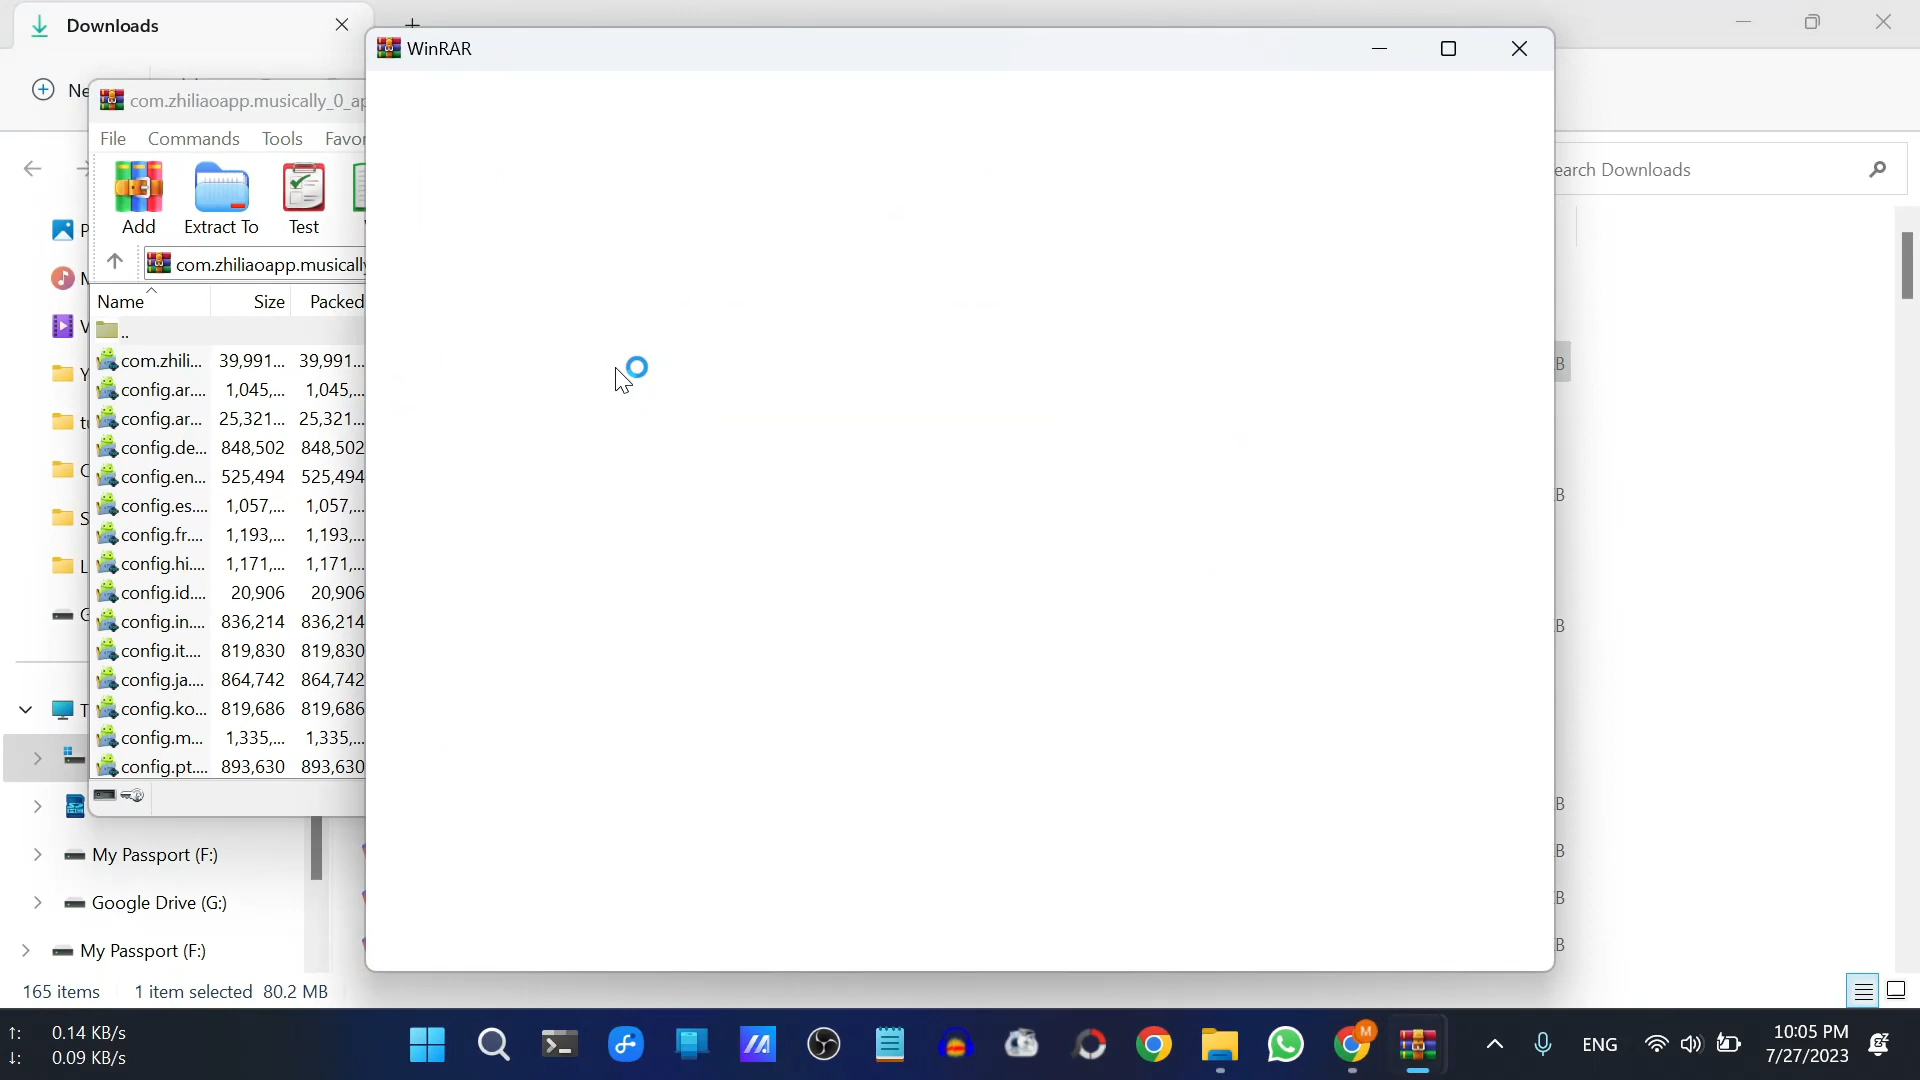 Downloads
WinRAR
Ne
com.zhiliaoapp.musically_0_ap
File Commands Tools Favor
Add Extract To Test
earch Downloads
com.zhiliaoapp.musically
Name Size Packed
..
com.zhili... 39,991... 39,991...
config.ar.... 1,045,... 1,045,...
config.ar... 25,321... 25,321...
config.de... 848,502 848,502
config.en... 525,494 525,494
config.es.... 1,057,... 1,057,...
config.fr.... 1,193,... 1,193,...
config.hi.... 1,171,... 1,171,...
config.id.... 20,906 20,906
config.in.... 836,214 836,214
config.it.... 819,830 819,830
config.ja.... 864,742 864,742
config.ko... 819,686 819,686
config.m... 1,335,... 1,335,...
config.pt.... 893,630 893,630
My Passport (F:)
Google Drive (G:)
My Passport (F:)
165 items 1 item selected 80.2 MB
↑: 0.14 KB/s
↓: 0.09 KB/s
M
ENG
10:05 PM
7/27/2023